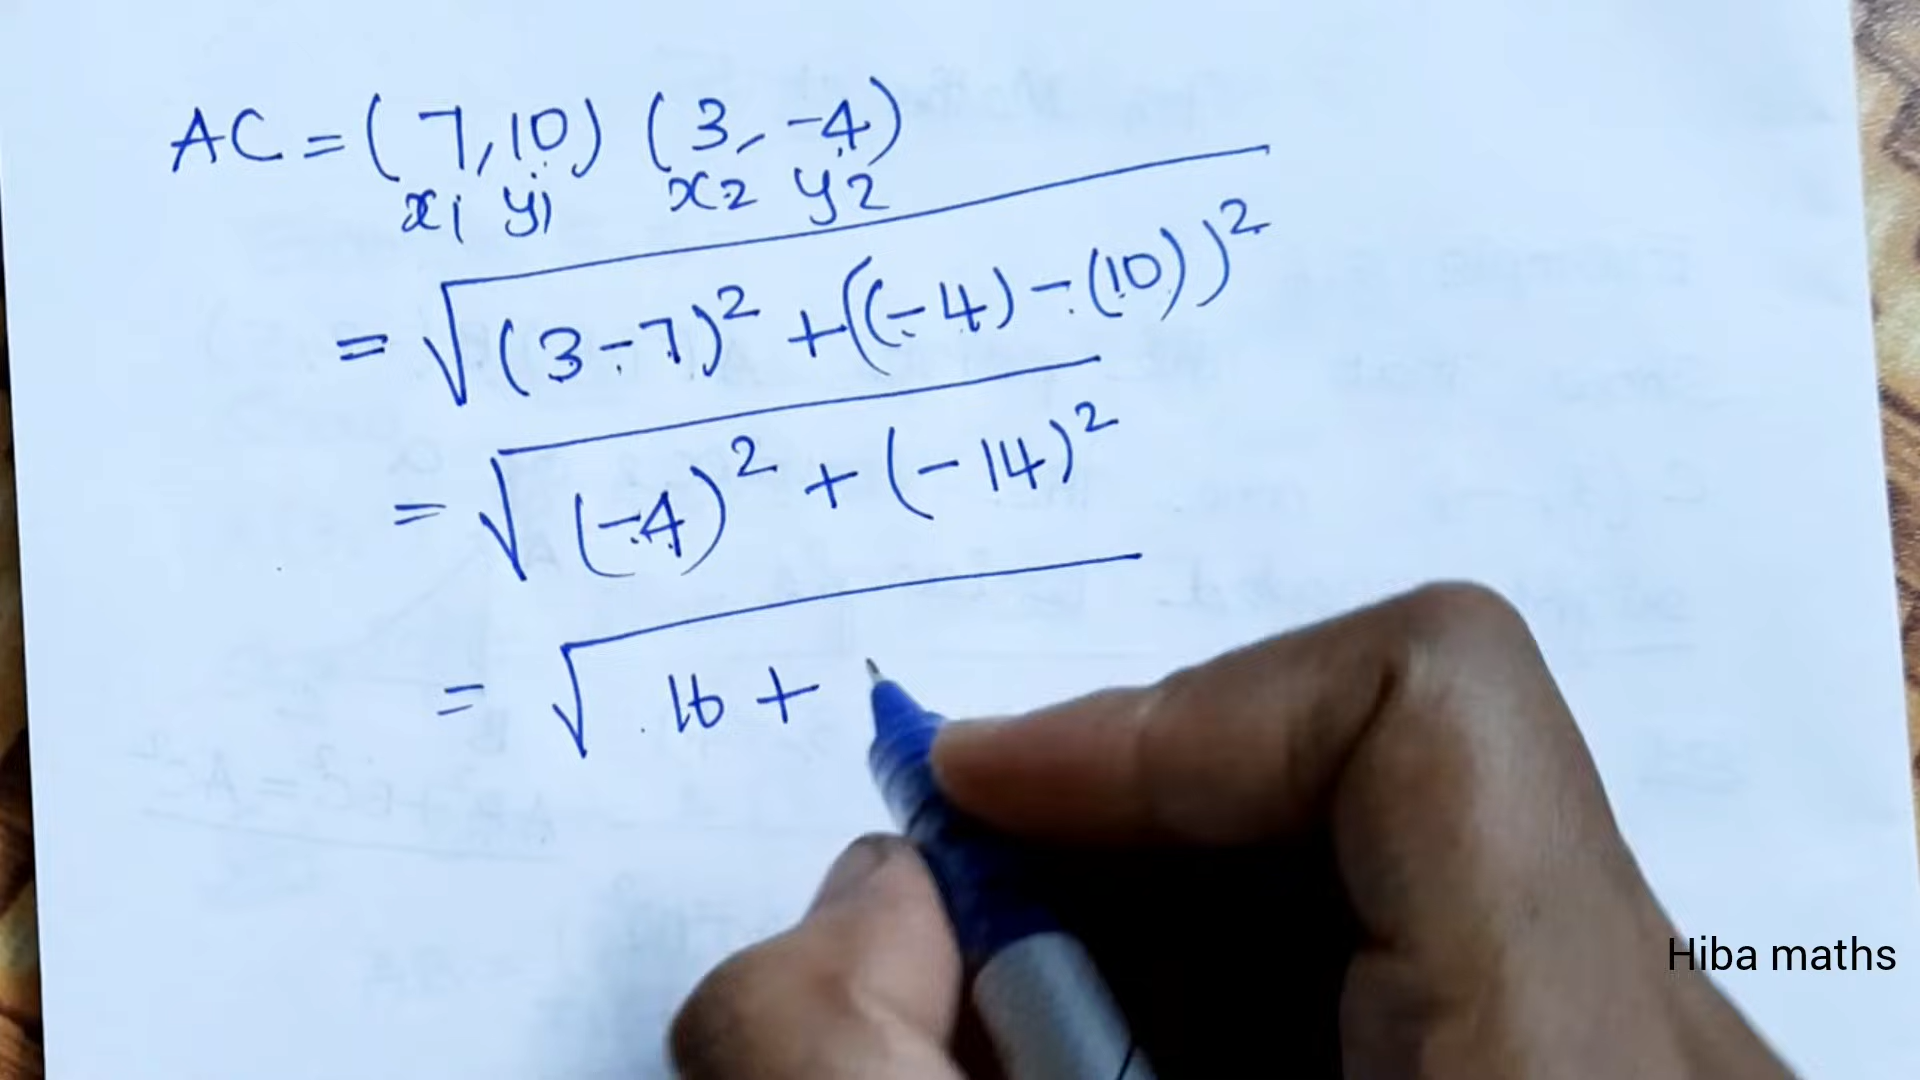 AC = (7,10) (3,-4)
x1 y1 x2 y2
= √(3-7)² + ((-4) - (10))²
= √(-4)² + (-14)²
= √16 +
Hiba maths